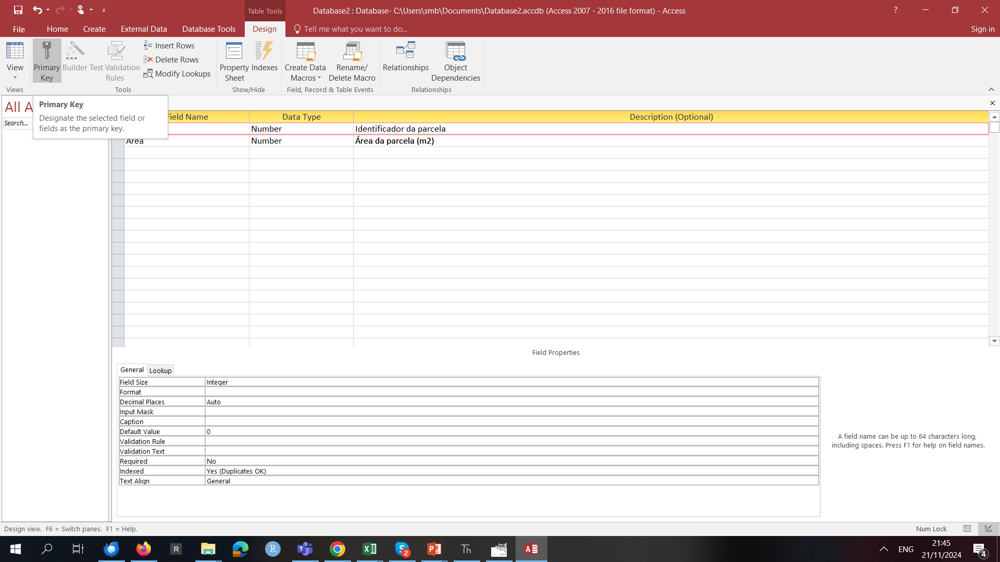 Table Tools
Database2 : Database- C:\Users\smb\Documents\Database2.accdb (Access 2007 - 2016 file format) - Access
?
File
Home
Create
External Data
Database Tools
Design
Tell me what you want to do...
Sign in
View
Primary
Key
Builder
Test Validation
Rules
Insert Rows
Delete Rows
Modify Lookups
Property
Sheet
Indexes
Create Data
Macros
Rename/
Delete Macro
Relationships
Object
Dependencies
Views
Tools
Show/Hide
Field, Record & Table Events
Relationships
All A
Search...
Primary Key
Designate the selected field or
fields as the primary key.
Field Name
Data Type
Description (Optional)
Number
Identificador da parcela
Area
Number
Área da parcela (m2)
Field Properties
General
Lookup
Field Size
Integer
Format
Decimal Places
Auto
Input Mask
Caption
Default Value
0
Validation Rule
Validation Text
Required
No
Indexed
Yes (Duplicates OK)
Text Align
General
A field name can be up to 64 characters long,
including spaces. Press F1 for help on field names.
Design view. F6 = Switch panes. F1 = Help.
Num Lock
R
R
T
X
S
2
P
Th
A
ENG
21:45
21/11/2024
4